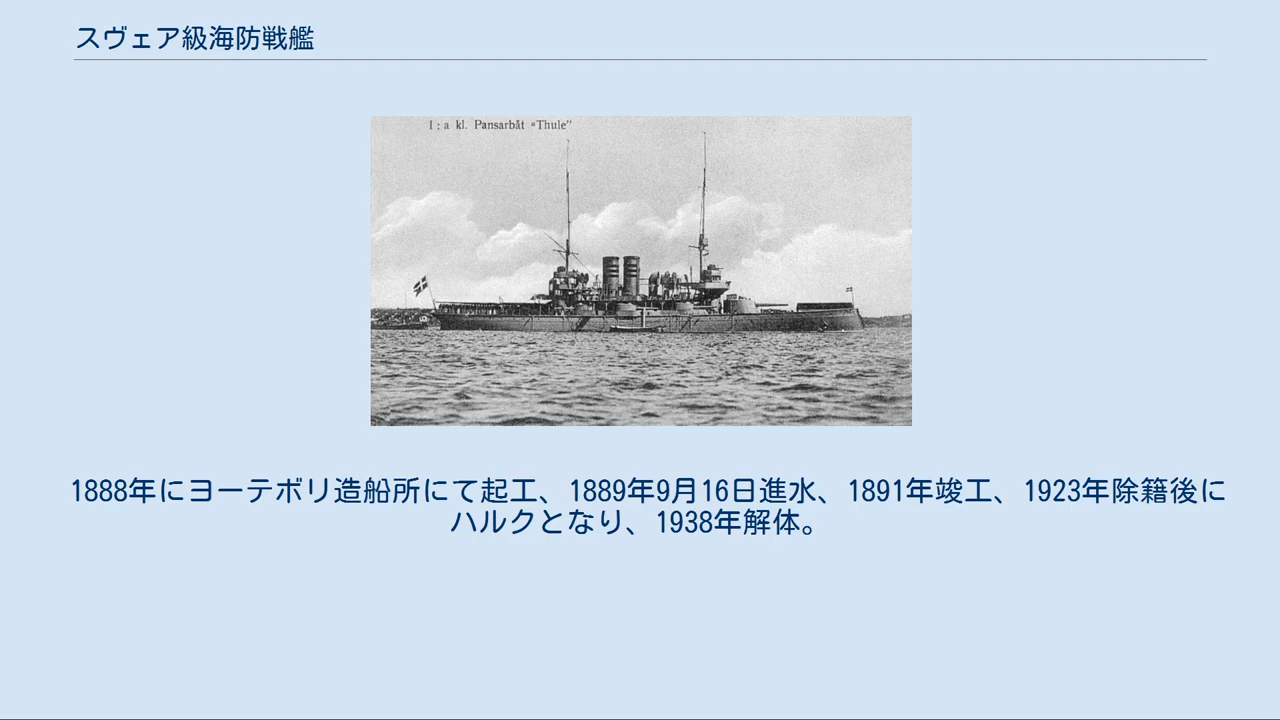 スヴェア級海防戦艦
I : a kl. Pansarbåt “Thule”
1888年にヨーテボリ造船所にて起工、1889年9月16日進水、1891年竣工、1923年除籍後に
ハルクとなり、1938年解体。